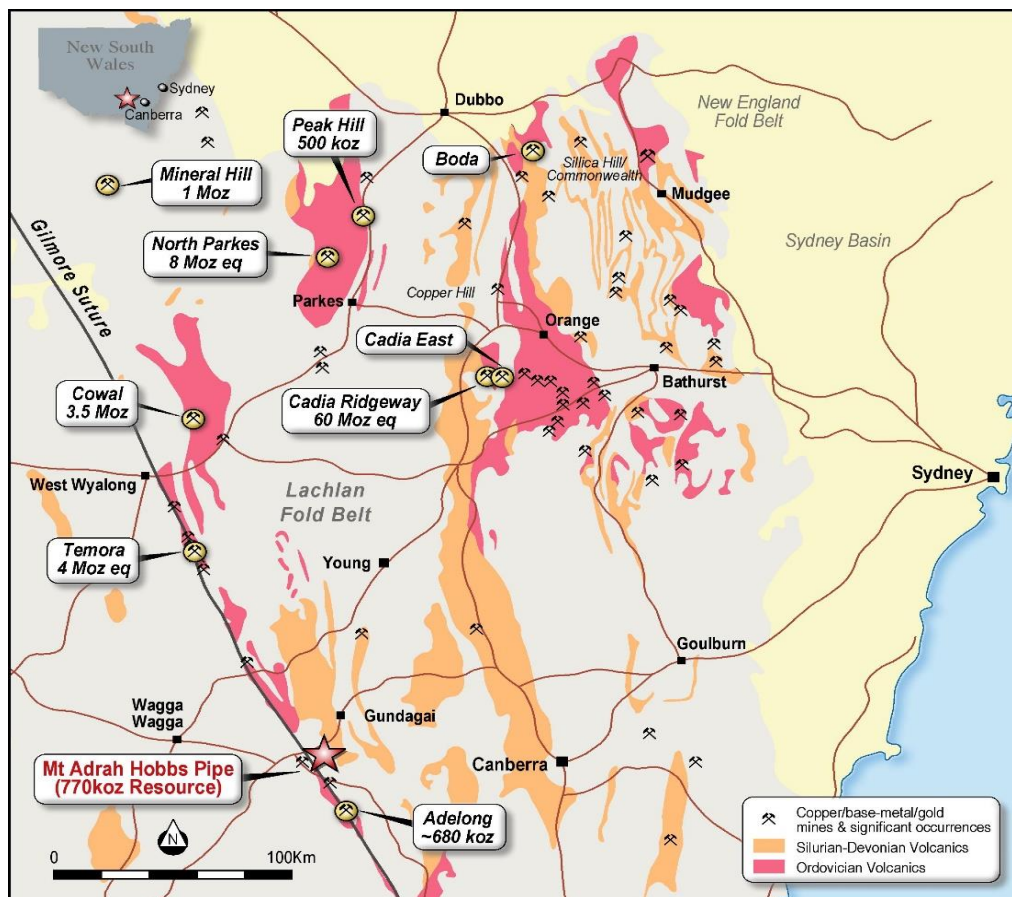 New South
Wales
Sydney
Canberra
Dubbo
New England
Fold Belt
Peak Hill
500 koz
Boda
Sillica Hill/
Commonwealth
Mineral Hill
1 Moz
Mudgee
Gilmore Suture
North Parkes
8 Moz eq
Sydney Basin
Parkes
Copper Hill
Orange
Cadia East
Bathurst
Cowal
3.5 Moz
Cadia Ridgeway
60 Moz eq
West Wyalong
Sydney
Lachlan
Fold Belt
Temora
4 Moz eq
Young
Goulburn
Wagga
Wagga
Gundagai
Mt Adrah Hobbs Pipe
(770koz Resource)
Canberra
Adelong
~680 koz
N
0 100Km
Copper/base-metal/gold
mines & significant occurrences
Silurian-Devonian Volcanics
Ordovician Volcanics